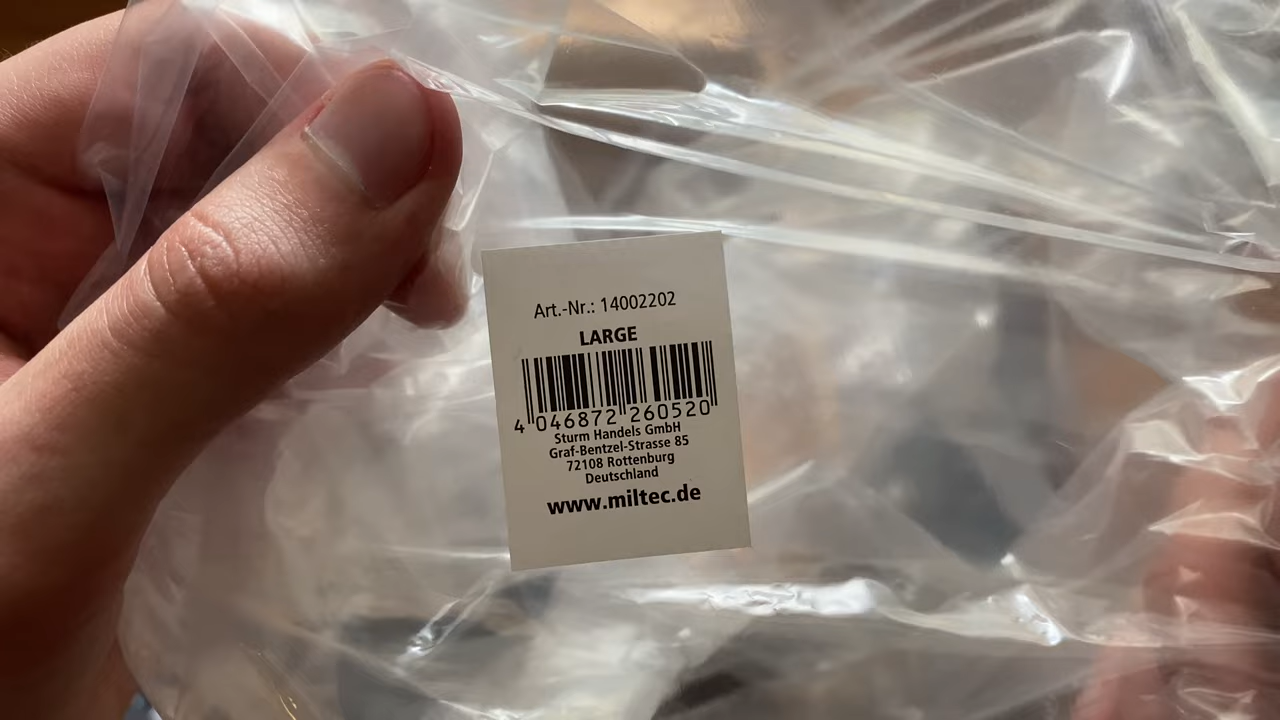 Art.-Nr.: 14002202
LARGE
4 046872 260520
Sturm Handels GmbH
Graf-Bentzel-Strasse 85
72108 Rottenburg
Deutschland
www.miltec.de